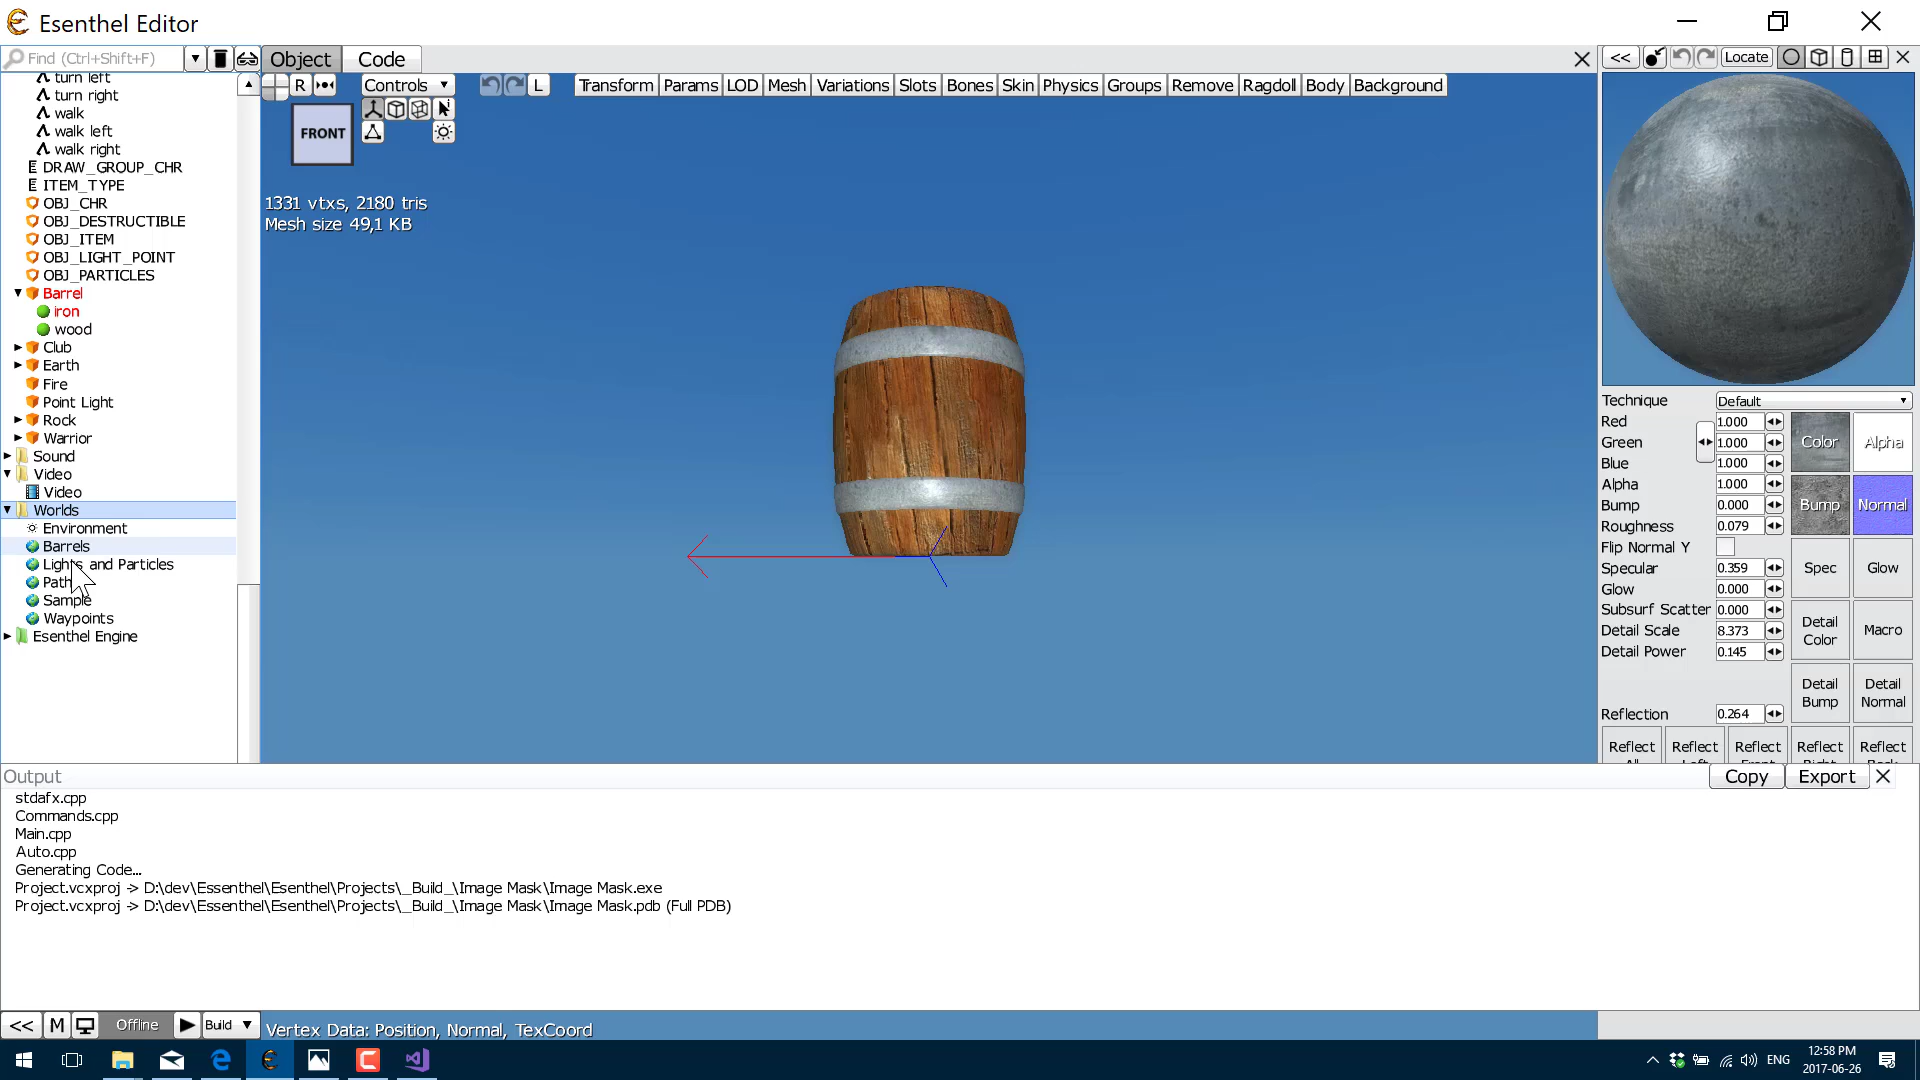 Esenthel Editor
Find (Ctrl+Shift+F)
Object
Code
<<
Locate
turn left
turn right
walk
walk left
walk right
DRAW_GROUP_CHR
ITEM_TYPE
OBJ_CHR
OBJ_DESTRUCTIBLE
OBJ_ITEM
OBJ_LIGHT_POINT
OBJ_PARTICLES
Barrel
iron
wood
Club
Earth
Fire
Point Light
Rock
Warrior
Sound
Video
Video
Worlds
Environment
Barrels
Lights and Particles
Path
Sample
Waypoints
Esenthel Engine
R
Controls
L
Transform
Params
LOD
Mesh
Variations
Slots
Bones
Skin
Physics
Groups
Remove
Ragdoll
Body
Background
FRONT
1331 vtxs, 2180 tris
Mesh size 49,1 KB
Technique
Default
Red
1.000
Green
1.000
Blue
1.000
Alpha
1.000
Bump
0.000
Roughness
0.079
Flip Normal Y
Specular
0.359
Glow
0.000
Subsurf Scatter
0.000
Detail Scale
8.373
Detail Power
0.145
Reflection
0.264
Color
Alpha
Bump
Normal
Spec
Glow
Detail
Color
Macro
Detail
Bump
Detail
Normal
Reflect
Reflect
Reflect
Reflect
Reflect
Output
Copy
Export
stdafx.cpp
Commands.cpp
Main.cpp
Auto.cpp
Generating Code...
Project.vcxproj -> D:\dev\Essenthel\Esenthel\Projects\_Build_\Image Mask\Image Mask.exe
Project.vcxproj -> D:\dev\Essenthel\Esenthel\Projects\_Build_\Image Mask\Image Mask.pdb (Full PDB)
<<
M
Offline
Build
Vertex Data: Position, Normal, TexCoord
ENG
12:58 PM
2017-06-26